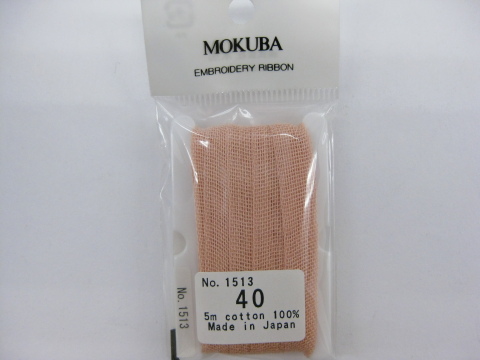 MOKUBA
EMBROIDERY RIBBON
No. 1513
40
5m cotton 100%
Made in Japan
No. 1513